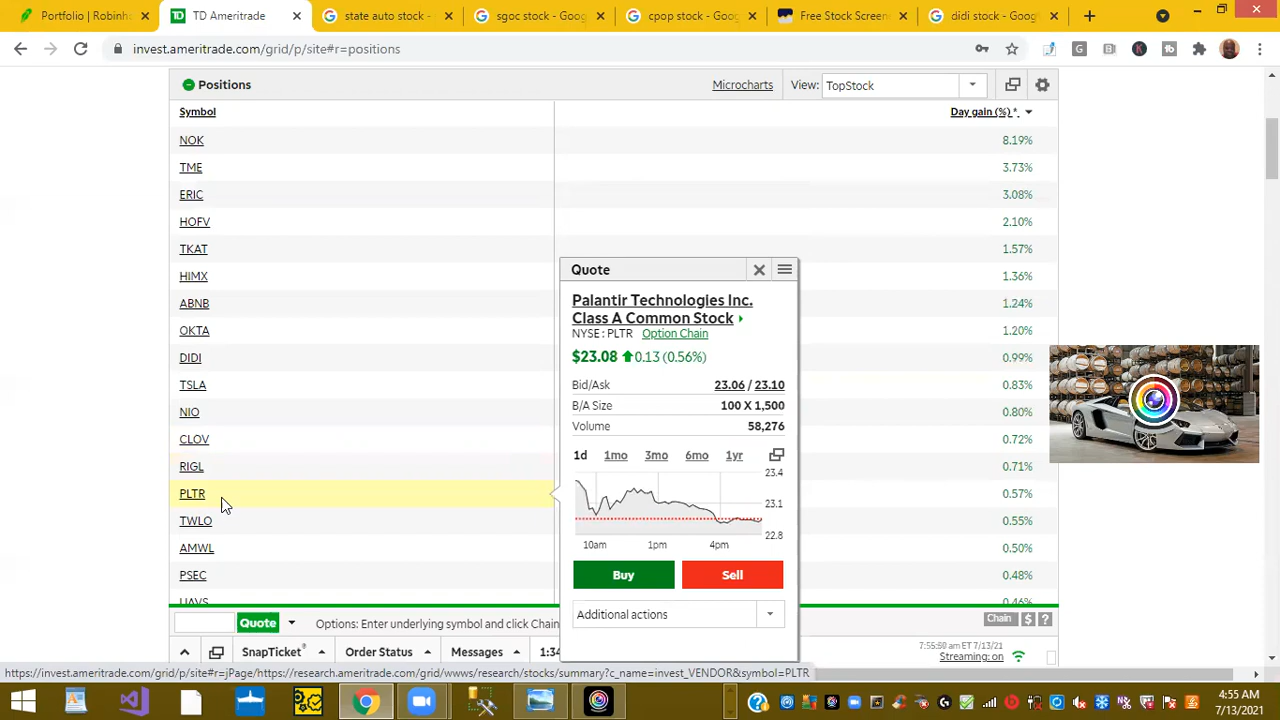 Portfolio | Robinh
TD Ameritrade
state auto stock -
sgoc stock - Goog
cpop stock - Goog
Free Stock Screen
didi stock - Goog
invest.ameritrade.com/grid/p/site#r=positions
Positions
Microcharts
View:
TopStock
Symbol
Day gain (%) *
NOK
8.19%
TME
3.73%
ERIC
3.08%
HOFV
2.10%
TKAT
1.57%
HIMX
1.36%
ABNB
1.24%
OKTA
1.20%
DIDI
0.99%
TSLA
0.83%
NIO
0.80%
CLOV
0.72%
RIGL
0.71%
PLTR
0.57%
TWLO
0.55%
AMWL
0.50%
PSEC
0.48%
UAVS
0.46%
Quote
Palantir Technologies Inc.
Class A Common Stock
NYSE : PLTR
Option Chain
$23.08
0.13 (0.56%)
Bid/Ask
23.06 / 23.10
B/A Size
100 X 1,500
Volume
58,276
1d
1mo
3mo
6mo
1yr
23.4
23.1
22.8
10am
1pm
4pm
Buy
Sell
Additional actions
Quote
Options: Enter underlying symbol and click Chain
Chain
$
?
SnapTicket®
Order Status
Messages
1:34
7:55:50 am ET 7/13/21
Streaming: on
https://invest.ameritrade.com/grid/p/site#r=jPage/https://research.ameritrade.com/grid/wwws/research/stocks/summary?c_name=invest_VENDOR&symbol=PLTR
4:55 AM
7/13/2021